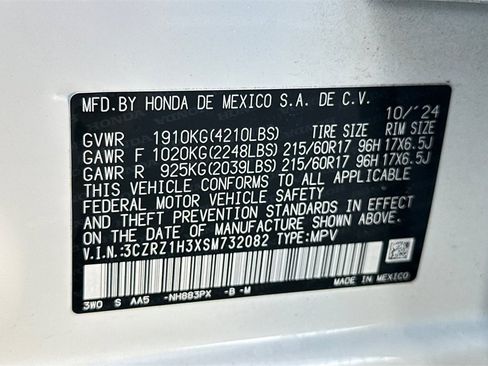 MFD.BY HONDA DE MEXICO S.A. DE C.V.
10/'24
GVWR 1910KG(4210LBS) TIRE SIZE RIM SIZE
GAWR F 1020KG(2248LBS) 215/60R17 96H 17X6.5J
GAWR R 925KG(2039LBS) 215/60R17 96H 17X6.5J
THIS VEHICLE CONFORMS TO ALL APPLICABLE
FEDERAL MOTOR VEHICLE SAFETY BUMPER,
AND THEFT PREVENTION STANDARDS IN EFFECT
ON THE DATE OF MANUFACTURE SHOWN ABOVE.
V.I.N.:3CZRZ1H3XSM732082 TYPE:MPV
3W0 S AA5 -NH883PX -B -M
MADE IN MEXICO